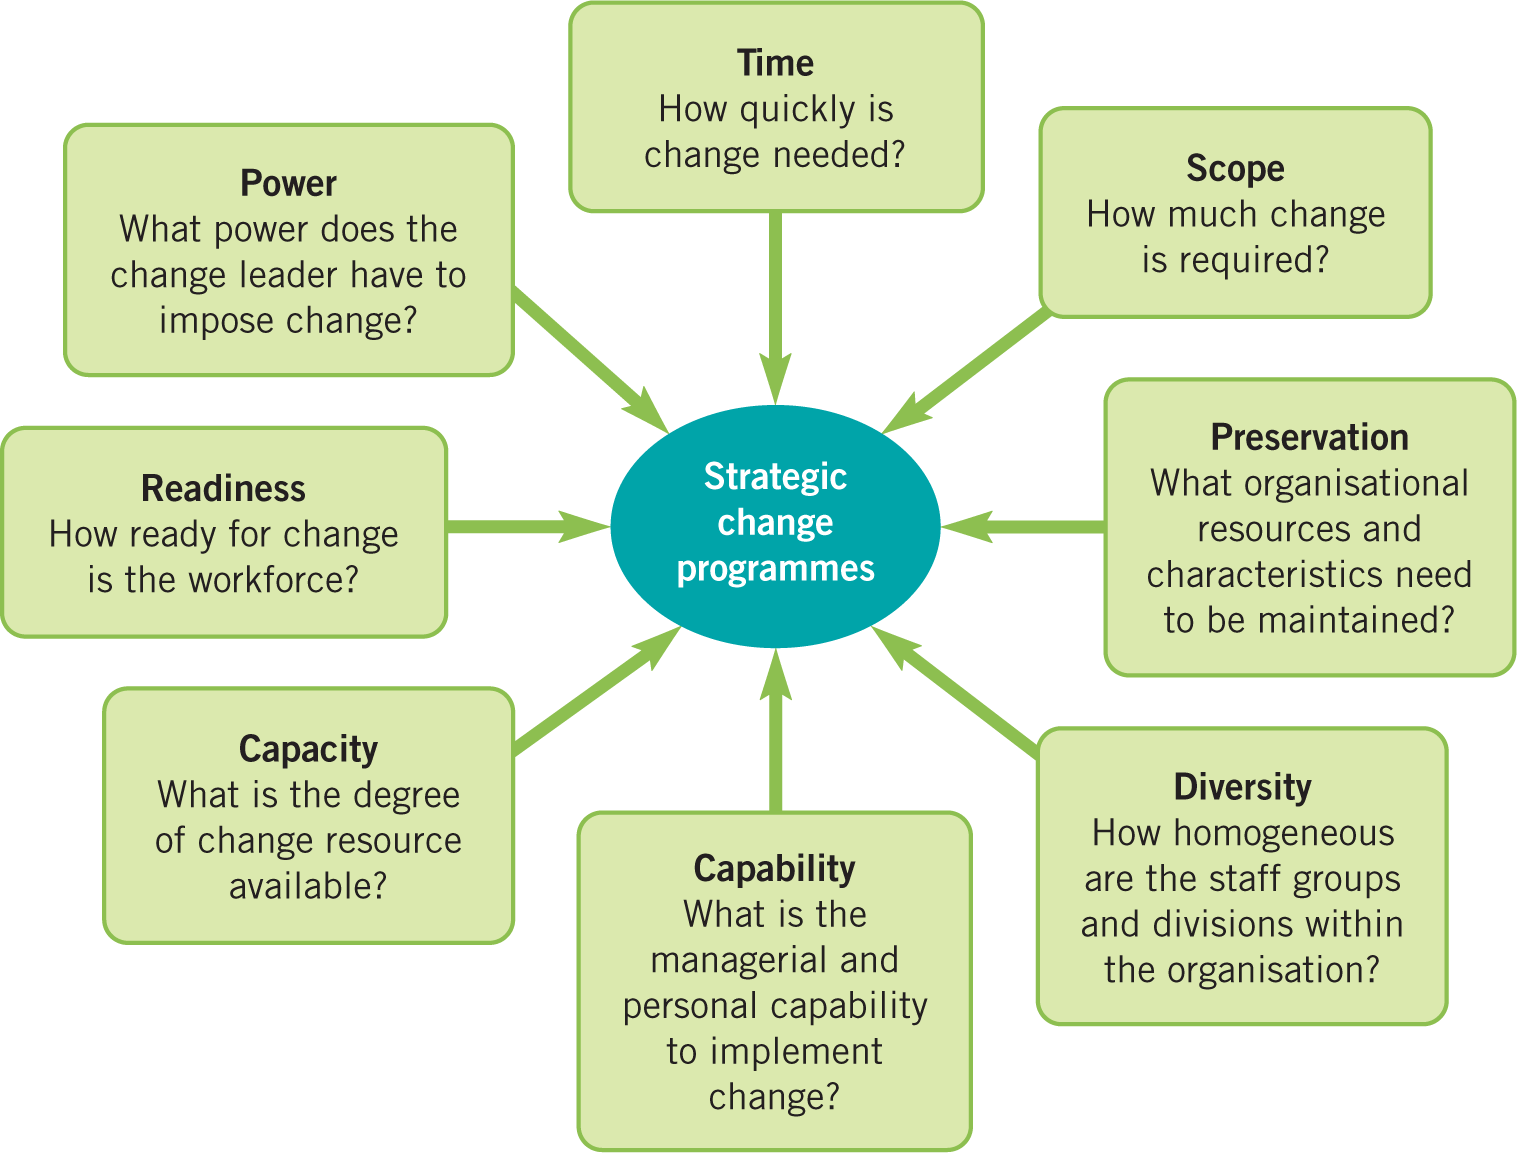 Time
How quickly is
change needed?
Scope
How much change
is required?
Preservation
What organisational
resources and
characteristics need
to be maintained?
Diversity
How homogeneous
are the staff groups
and divisions within
the organisation?
Capability
What is the
managerial and
personal capability
to implement
change?
Capacity
What is the degree
of change resource
available?
Readiness
How ready for change
is the workforce?
Power
What power does the
change leader have to
impose change?
Strategic
change
programmes